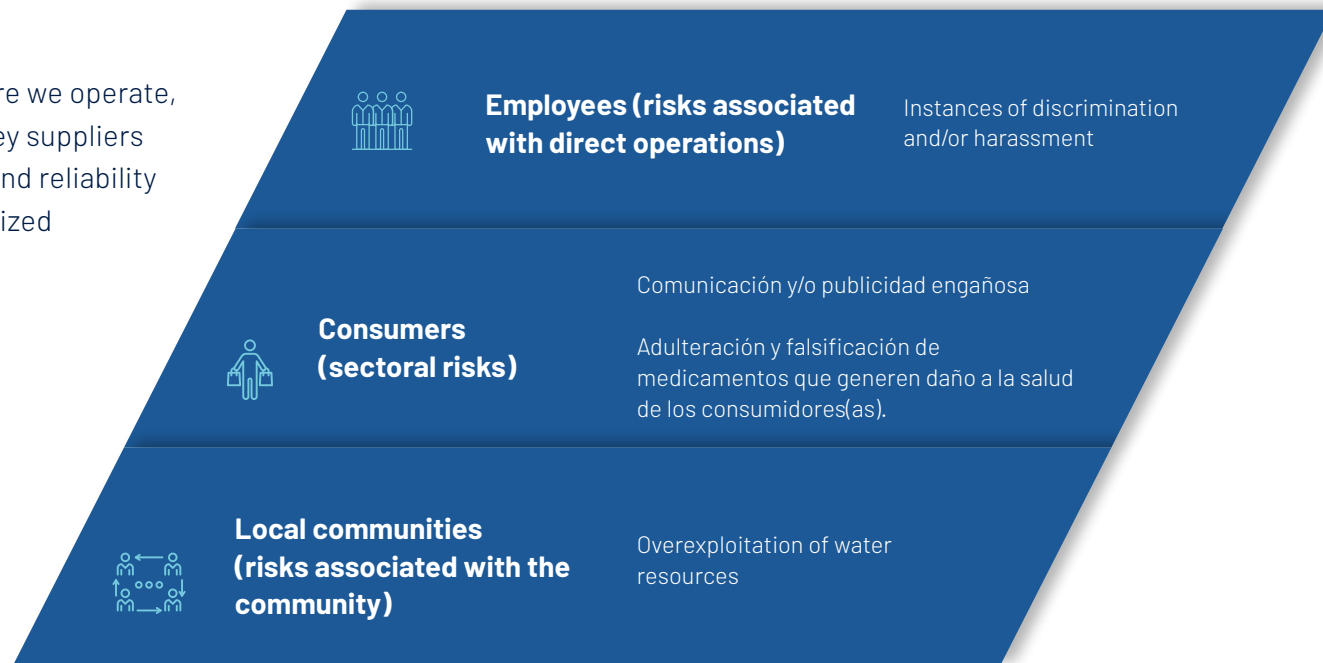 re we operate,
ey suppliers
nd reliability
ized
Employees (risks associated
with direct operations)
Instances of discrimination
and/or harassment
Consumers
(sectoral risks)
Comunicación y/o publicidad engañosa
Adulteración y falsificación de
medicamentos que generen daño a la salud
de los consumidores(as).
Local communities
(risks associated with the
community)
Overexploitation of water
resources